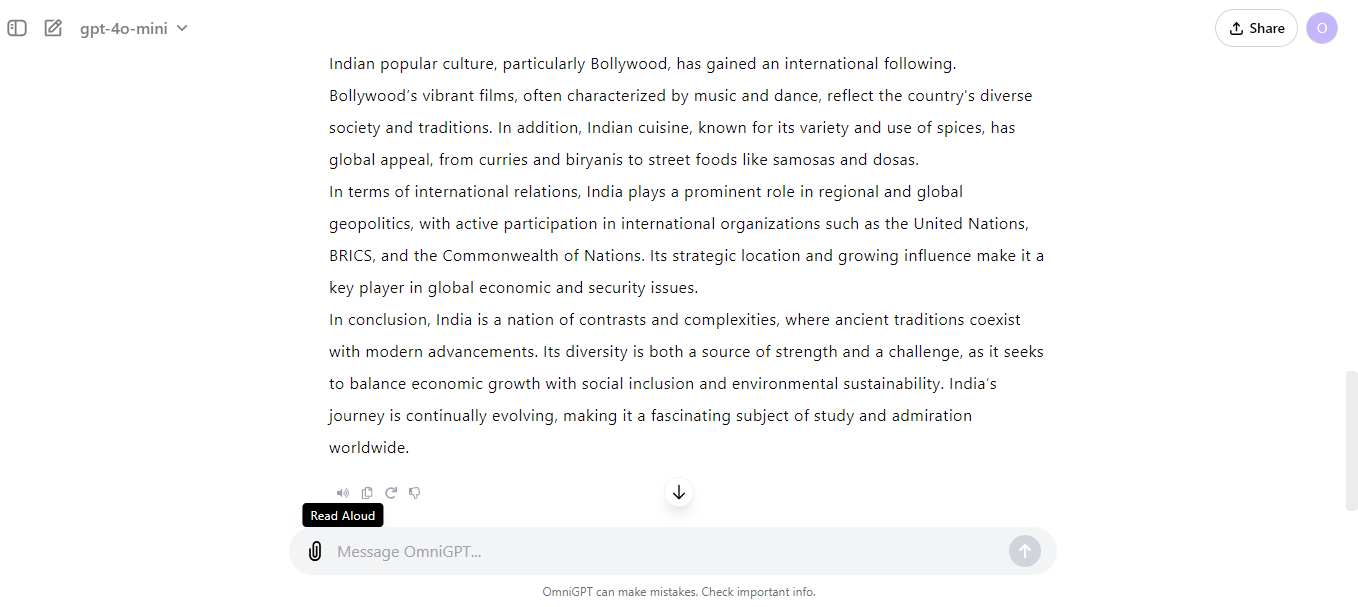 gpt-4o-mini
Share
O
Indian popular culture, particularly Bollywood, has gained an international following.
Bollywood’s vibrant films, often characterized by music and dance, reflect the country's diverse
society and traditions. In addition, Indian cuisine, known for its variety and use of spices, has
global appeal, from curries and biryanis to street foods like samosas and dosas.
In terms of international relations, India plays a prominent role in regional and global
geopolitics, with active participation in international organizations such as the United Nations,
BRICS, and the Commonwealth of Nations. Its strategic location and growing influence make it a
key player in global economic and security issues.
In conclusion, India is a nation of contrasts and complexities, where ancient traditions coexist
with modern advancements. Its diversity is both a source of strength and a challenge, as it seeks
to balance economic growth with social inclusion and environmental sustainability. India’s
journey is continually evolving, making it a fascinating subject of study and admiration
worldwide.
Read Aloud
Message OmniGPT...
OmniGPT can make mistakes. Check important info.